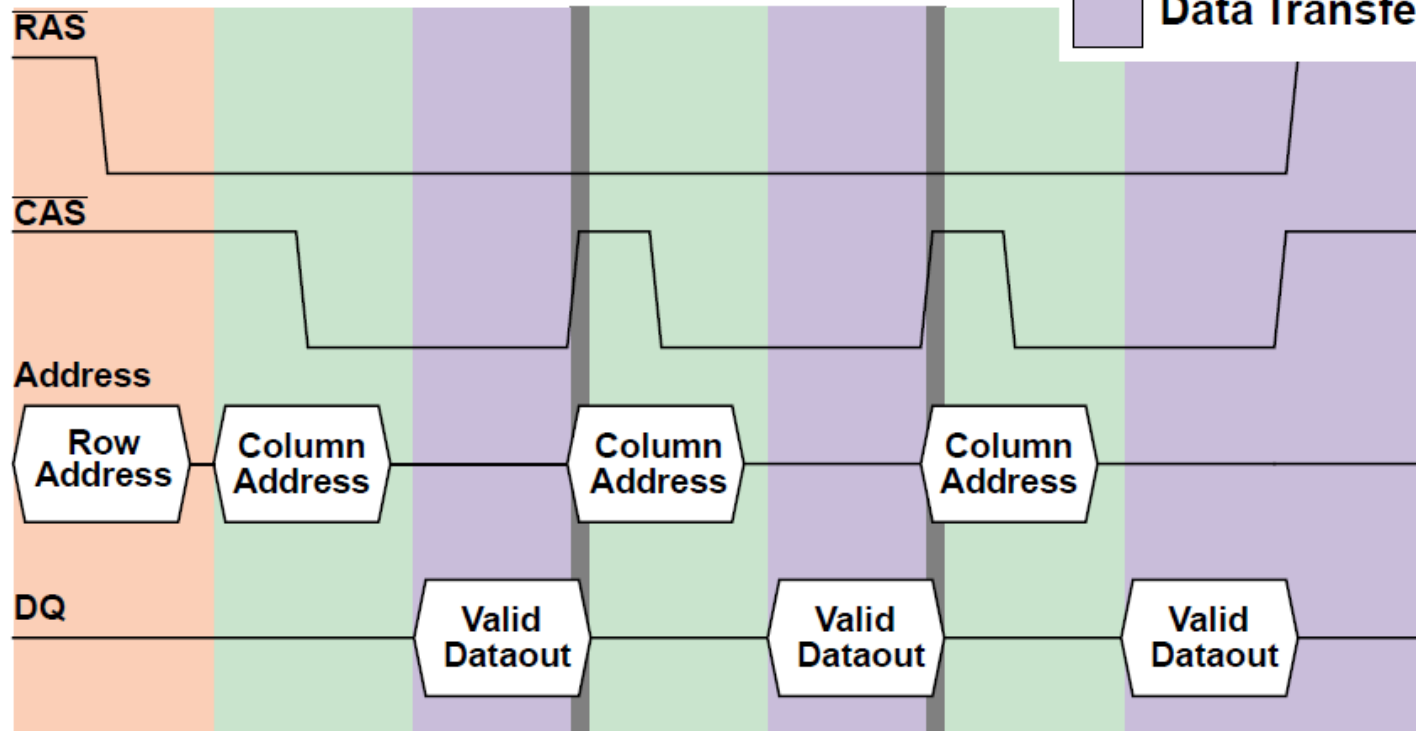 RAS
Data Transfe
CAS
Address
Row
Address
Column
Address
Column
Address
Column
Address
DQ
Valid
Dataout
Valid
Dataout
Valid
Dataout